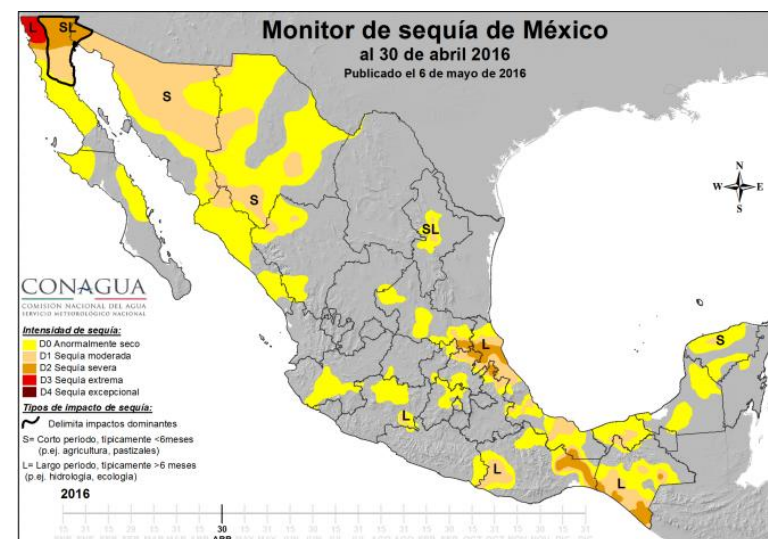 Monitor de sequía de México
al 30 de abril 2016
Publicado el 6 de mayo de 2016
L
SL
S
S
SL
N
W
E
S
CONAGUA
COMISIÓN NACIONAL DEL AGUA
SERVICIO METEOROLÓGICO NACIONAL
L
S
L
L
L
Intensidad de sequía:
D0 Anormalmente seco
D1 Sequía moderada
D2 Sequía severa
D3 Sequía extrema
D4 Sequía excepcional
Tipos de impacto de sequía:
Delimita impactos dominantes
S= Corto período, típicamente <6meses
(p.ej. agricultura, pastizales)
L= Largo período, típicamente >6 meses
(p.ej. hidrología, ecología)
2016
30
ABR